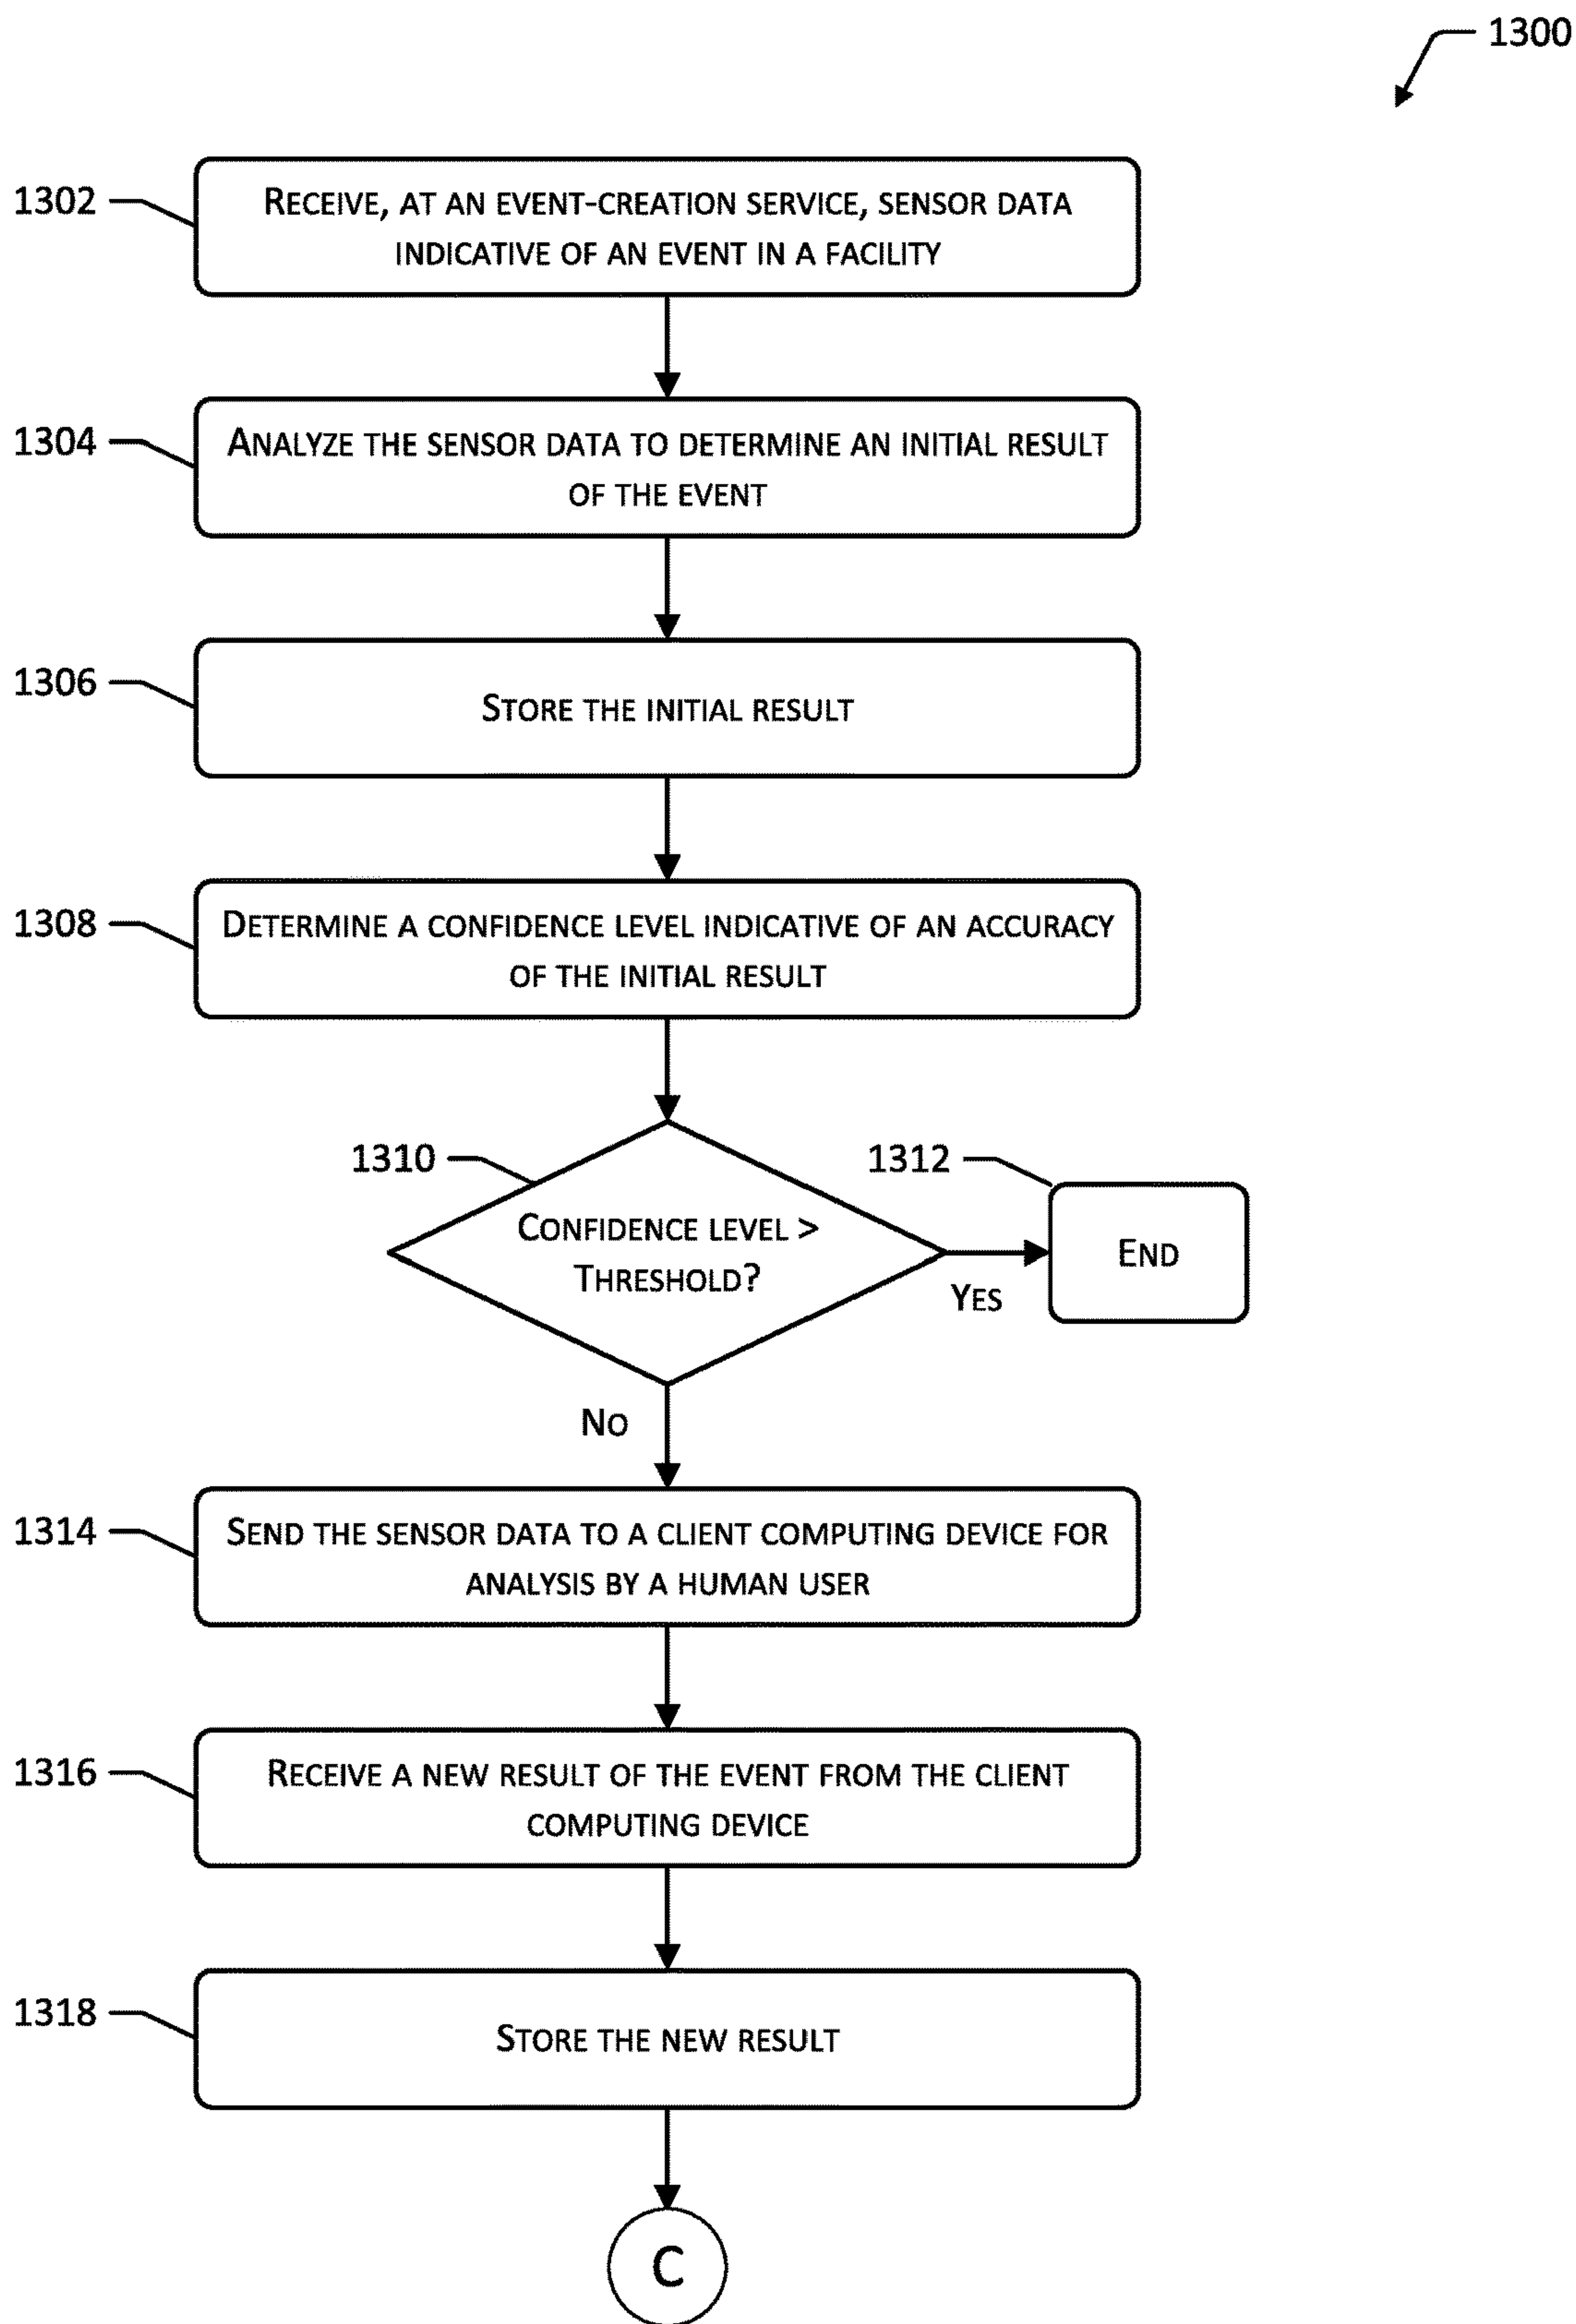 1300
1302
RECEIVE, AT AN EVENT-CREATION SERVICE, SENSOR DATA
INDICATIVE OF AN EVENT IN A FACILITY
1304
ANALYZE THE SENSOR DATA TO DETERMINE AN INITIAL RESULT
OF THE EVENT
1306
STORE THE INITIAL RESULT
1308
DETERMINE A CONFIDENCE LEVEL INDICATIVE OF AN ACCURACY
OF THE INITIAL RESULT
1310
CONFIDENCE LEVEL >
THRESHOLD?
1312
END
YES
NO
1314
SEND THE SENSOR DATA TO A CLIENT COMPUTING DEVICE FOR
ANALYSIS BY A HUMAN USER
1316
RECEIVE A NEW RESULT OF THE EVENT FROM THE CLIENT
COMPUTING DEVICE
1318
STORE THE NEW RESULT
C